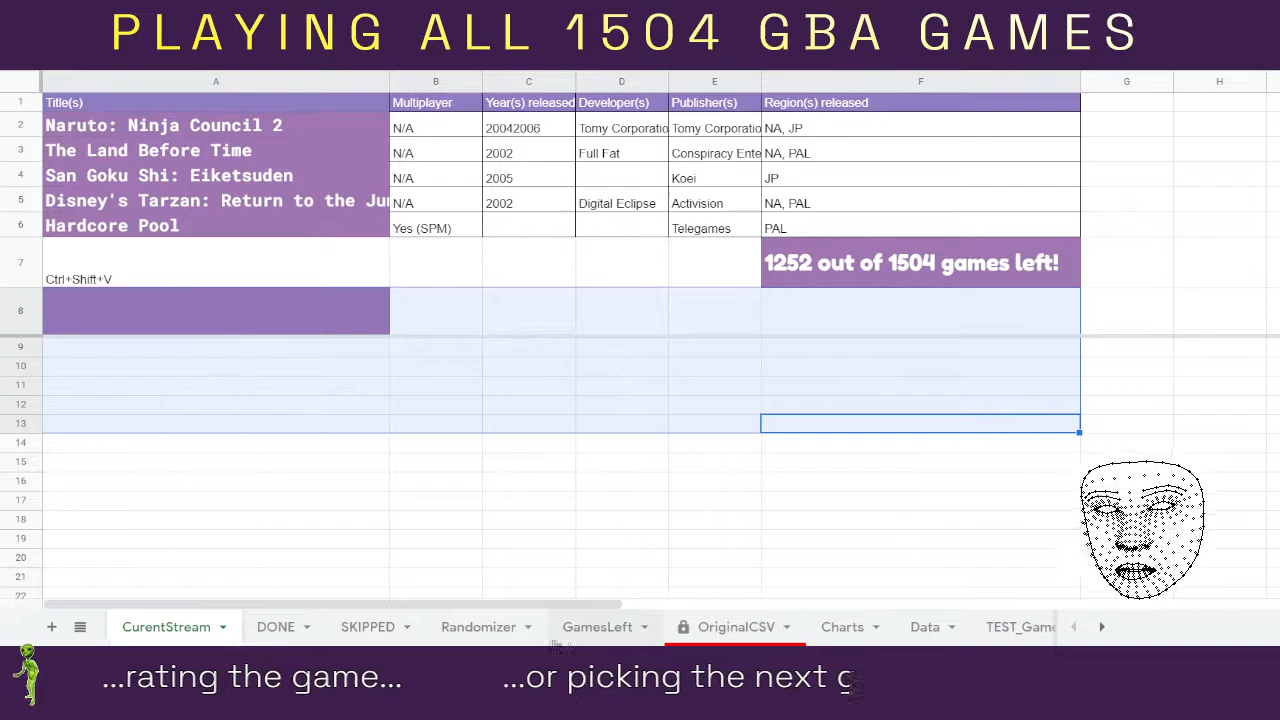 PLAYING ALL 1504 GBA GAMES
A B C D E F G H
1 Title(s) Multiplayer Year(s) released Developer(s) Publisher(s) Region(s) released
2 Naruto: Ninja Council 2 N/A 20042006 Tomy Corporatio Tomy Corporatio NA, JP
3 The Land Before Time N/A 2002 Full Fat Conspiracy Ente NA, PAL
4 San Goku Shi: Eiketsuden N/A 2005 Koei JP
5 Disney's Tarzan: Return to the Ju N/A 2002 Digital Eclipse Activision NA, PAL
6 Hardcore Pool Yes (SPM) Telegames PAL
7 Ctrl+Shift+V 1252 out of 1504 games left!
8
9
10
11
12
13
14
15
16
17
18
19
20
21
22
CurentStream DONE SKIPPED Randomizer GamesLeft OriginalCSV Charts Data TEST_Game
...rating the game... ...or picking the next g